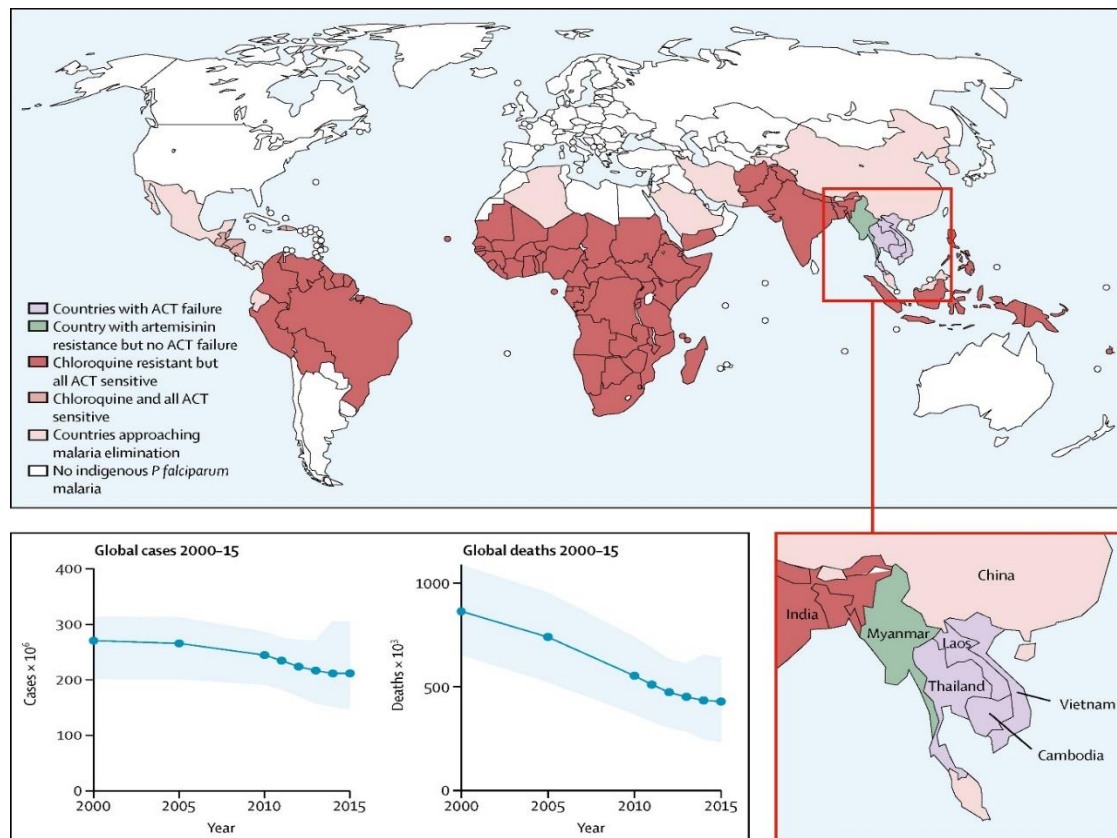 Countries with ACT failure
Country with artemisinin
resistance but no ACT failure
Chloroquine resistant but
all ACT sensitive
Chloroquine and all ACT
sensitive
Countries approaching
malaria elimination
No indigenous P falciparum
malaria
Global cases 2000–15
400
300
200
100
0
Cases × 10⁶
2000
2005
2010
2015
Year
Global deaths 2000–15
1000
500
0
Deaths × 10³
2000
2005
2010
2015
Year
China
India
Myanmar
Laos
Thailand
Vietnam
Cambodia